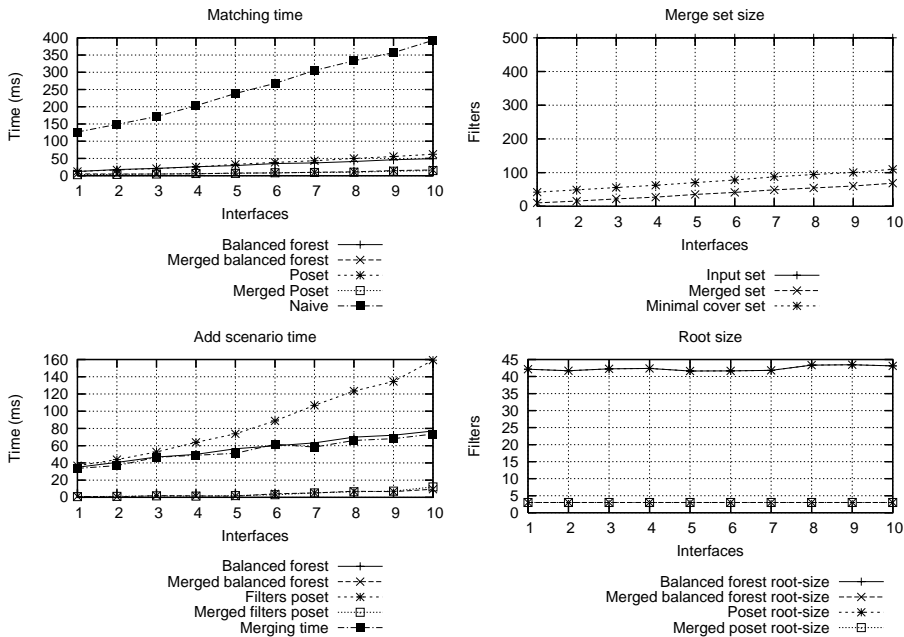 Matching time
Time (ms)
400
350
300
250
200
150
100
50
0
1 2 3 4 5 6 7 8 9 10
Interfaces
Balanced forest
Merged balanced forest
Poset
Merged Poset
Naive
Merge set size
Filters
500
400
300
200
100
0
1 2 3 4 5 6 7 8 9 10
Interfaces
Input set
Merged set
Minimal cover set
Add scenario time
Time (ms)
160
140
120
100
80
60
40
20
0
1 2 3 4 5 6 7 8 9 10
Interfaces
Balanced forest
Merged balanced forest
Filters poset
Merged filters poset
Merging time
Root size
Filters
45
40
35
30
25
20
15
10
5
0
1 2 3 4 5 6 7 8 9 10
Interfaces
Balanced forest root-size
Merged balanced forest root-size
Poset root-size
Merged poset root-size